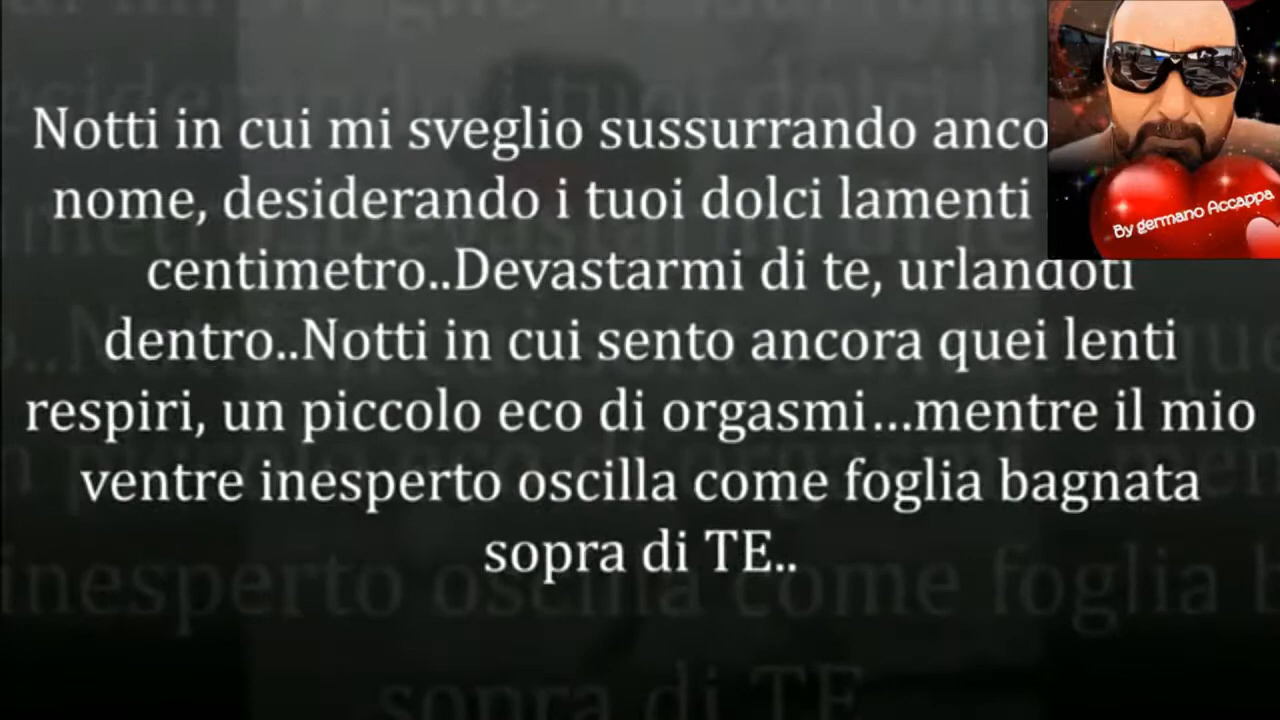 Notti in cui mi sveglio sussurrando anco
nome, desiderando i tuoi dolci lamenti
centimetro..Devastarmi di te, urlandoti
dentro..Notti in cui sento ancora quei lenti
respiri, un piccolo eco di orgasmi...mentre il mio
ventre inesperto oscilla come foglia bagnata
sopra di TE..
By germano Accappa